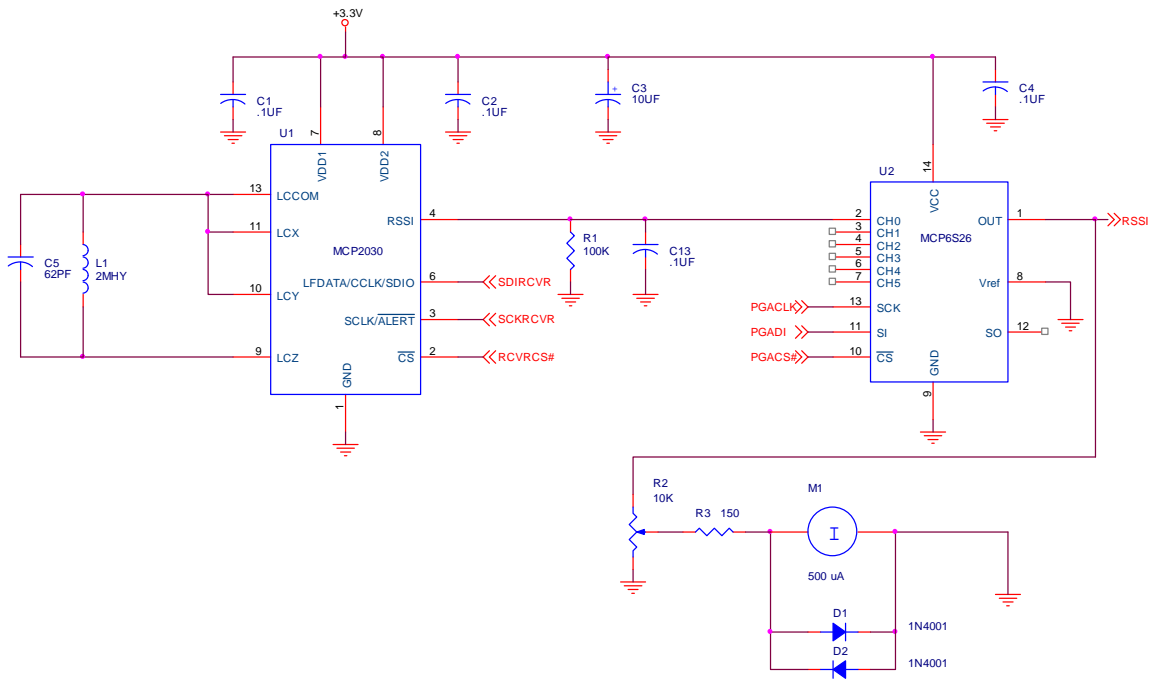 +3.3V
C1
.1UF
C2
.1UF
C3
10UF
+
C4
.1UF
U1
7
8
VDD1
VDD2
13
LCCOM
11
LCX
10
LCY
9
LCZ
MCP2030
RSSI
4
LFDATA/CCLK/SDIO
6
SDIRCVR
SCLK/ALERT
3
SCKRCVR
CS
2
RCVRCS#
GND
1
C5
62PF
L1
2MHY
R1
100K
C13
.1UF
U2
14
VCC
MCP6S26
2
CH0
3
CH1
4
CH2
5
CH3
6
CH4
7
CH5
PGACLK
13
SCK
PGADI
11
SI
PGACS#
10
CS
OUT
1
RSSI
Vref
8
SO
12
GND
9
R2
10K
R3 150
M1
I
500 uA
D1
1N4001
D2
1N4001